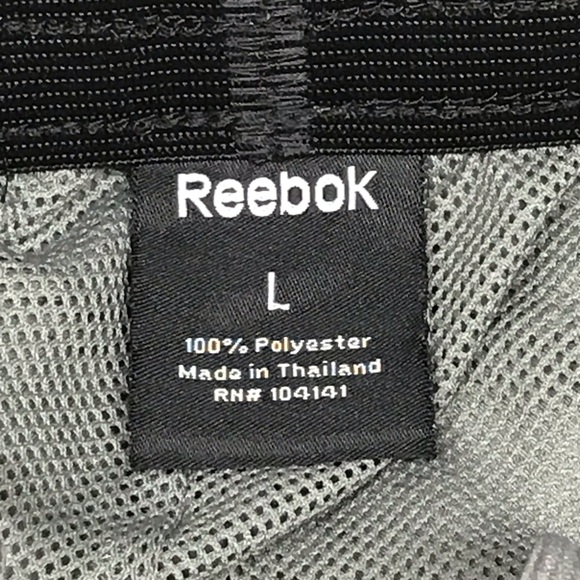 Reebok
L
100% Polyester
Made in Thailand
RN# 104141